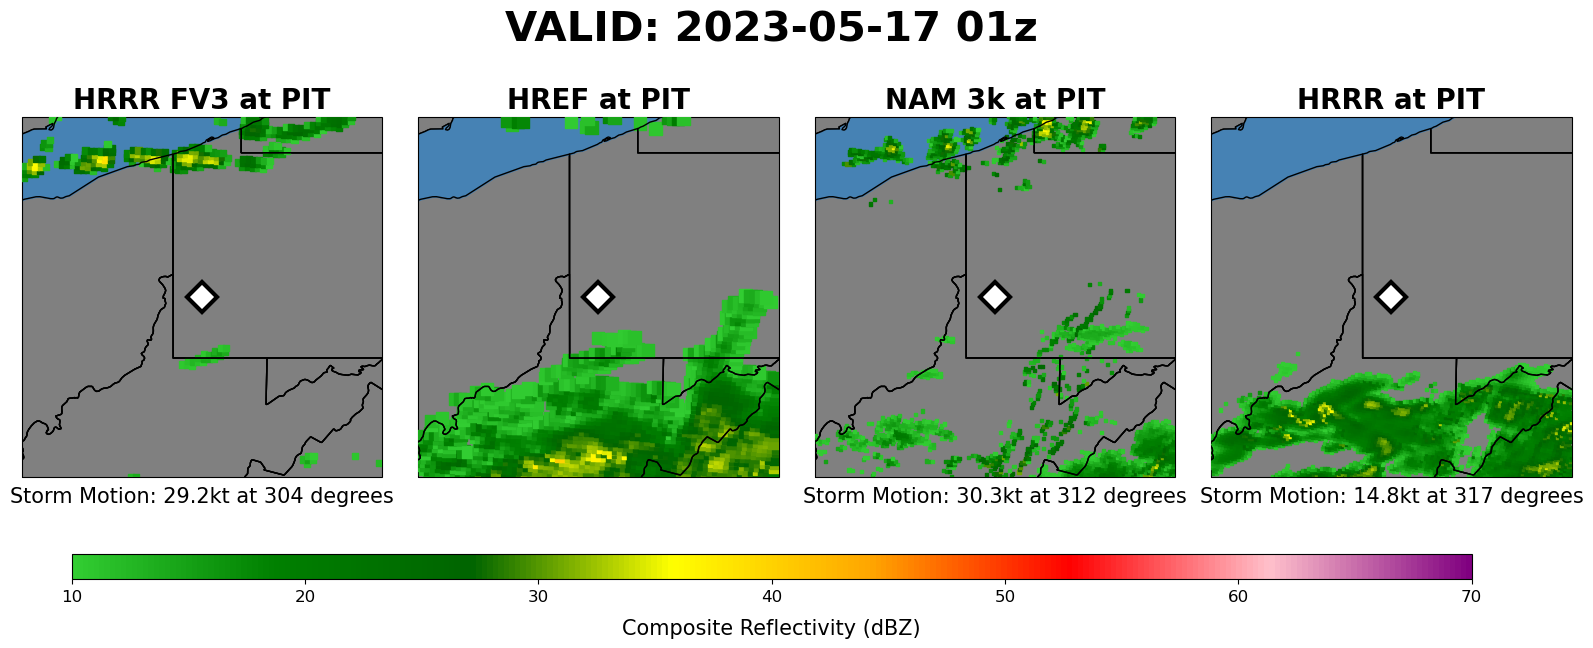 VALID: 2023-05-17 01z
HRRR FV3 at PIT
HREF at PIT
NAM 3k at PIT
HRRR at PIT
Storm Motion: 29.2kt at 304 degrees
Storm Motion: 30.3kt at 312 degrees
Storm Motion: 14.8kt at 317 degrees
10 20 30 40 50 60 70
Composite Reflectivity (dBZ)